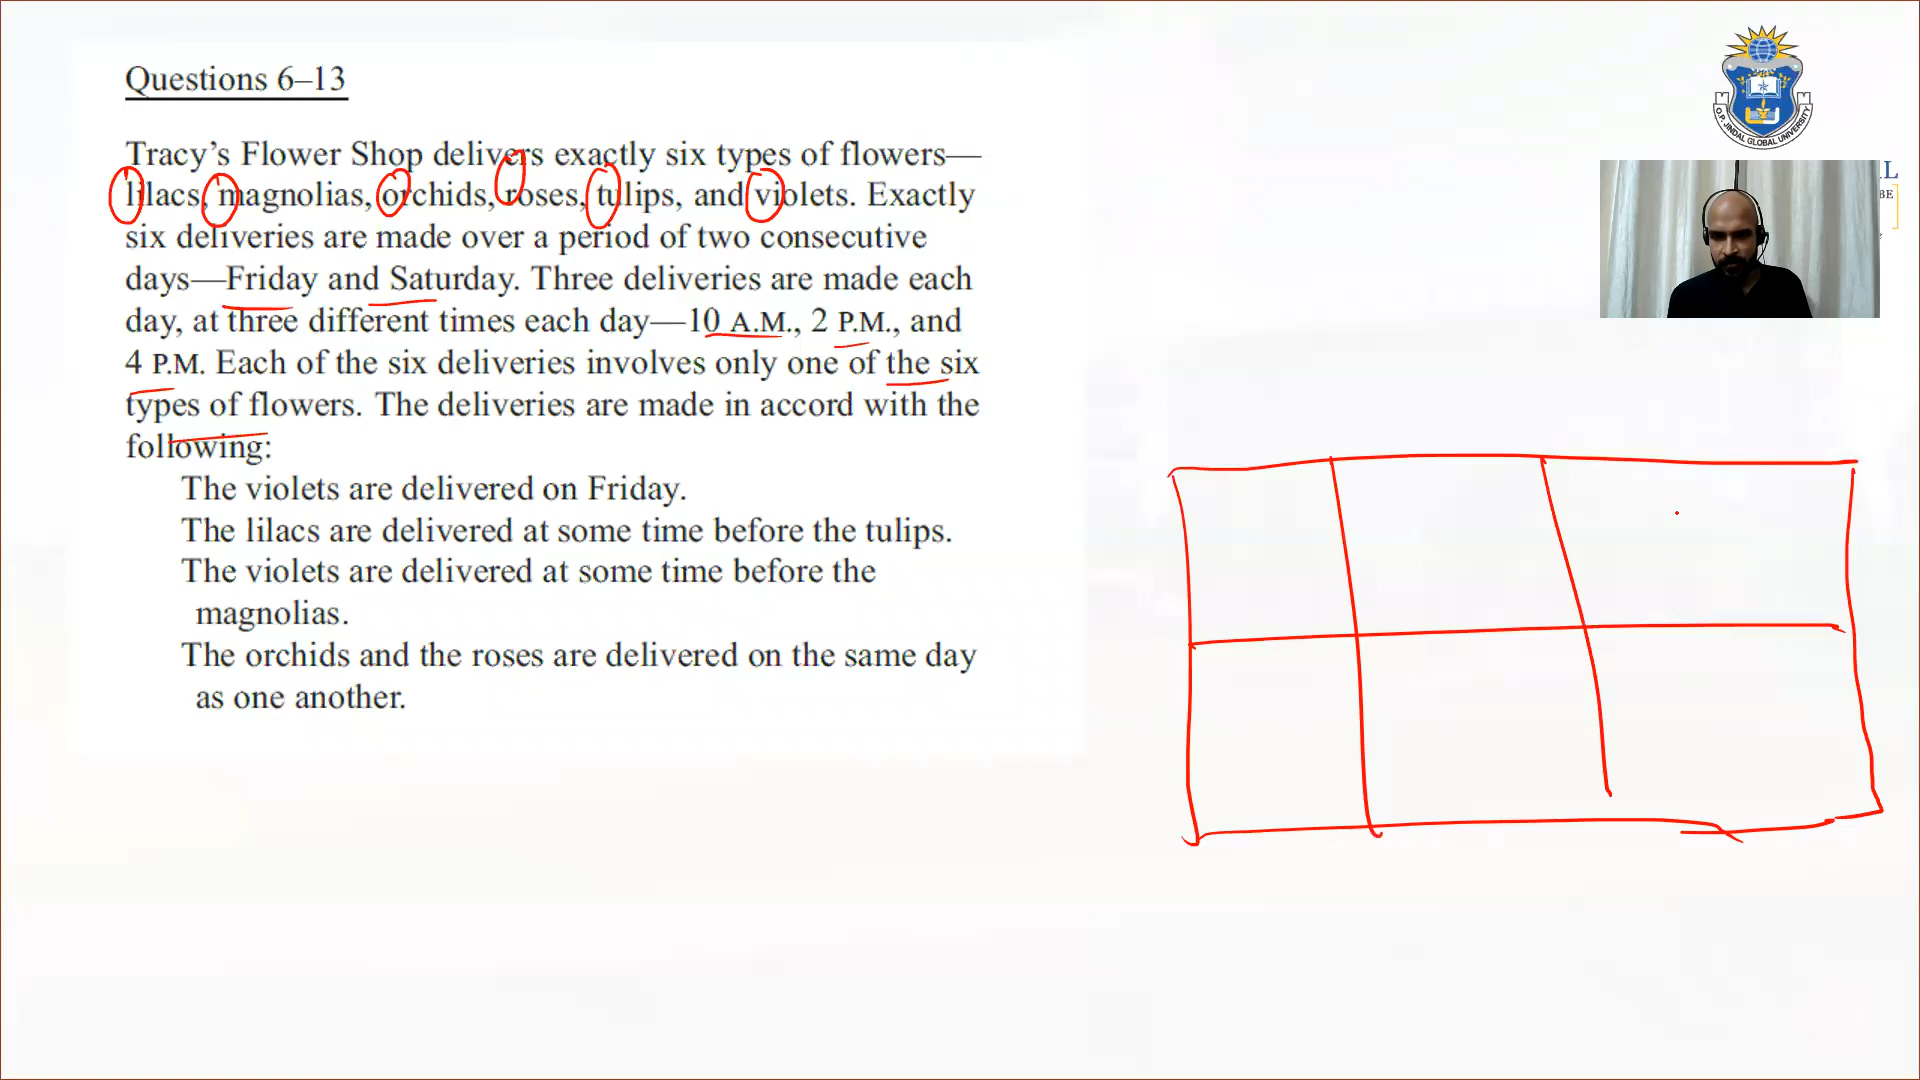 Questions 6–13
Tracy’s Flower Shop delivers exactly six types of flowers—
lilacs, magnolias, orchids, roses, tulips, and violets. Exactly
six deliveries are made over a period of two consecutive
days—Friday and Saturday. Three deliveries are made each
day, at three different times each day—10 A.M., 2 P.M., and
4 P.M. Each of the six deliveries involves only one of the six
types of flowers. The deliveries are made in accord with the
following:
The violets are delivered on Friday.
The lilacs are delivered at some time before the tulips.
The violets are delivered at some time before the
magnolias.
The orchids and the roses are delivered on the same day
as one another.
O.P. JINDAL GLOBAL UNIVERSITY
L
BE